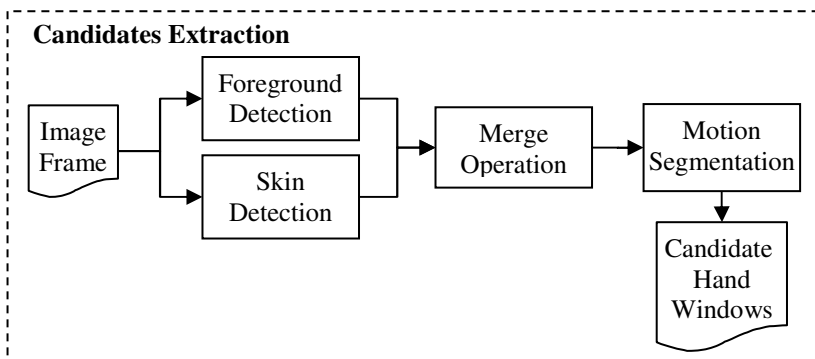 Candidates Extraction
Image
Frame
Foreground
Detection
Skin
Detection
Merge
Operation
Motion
Segmentation
Candidate
Hand
Windows